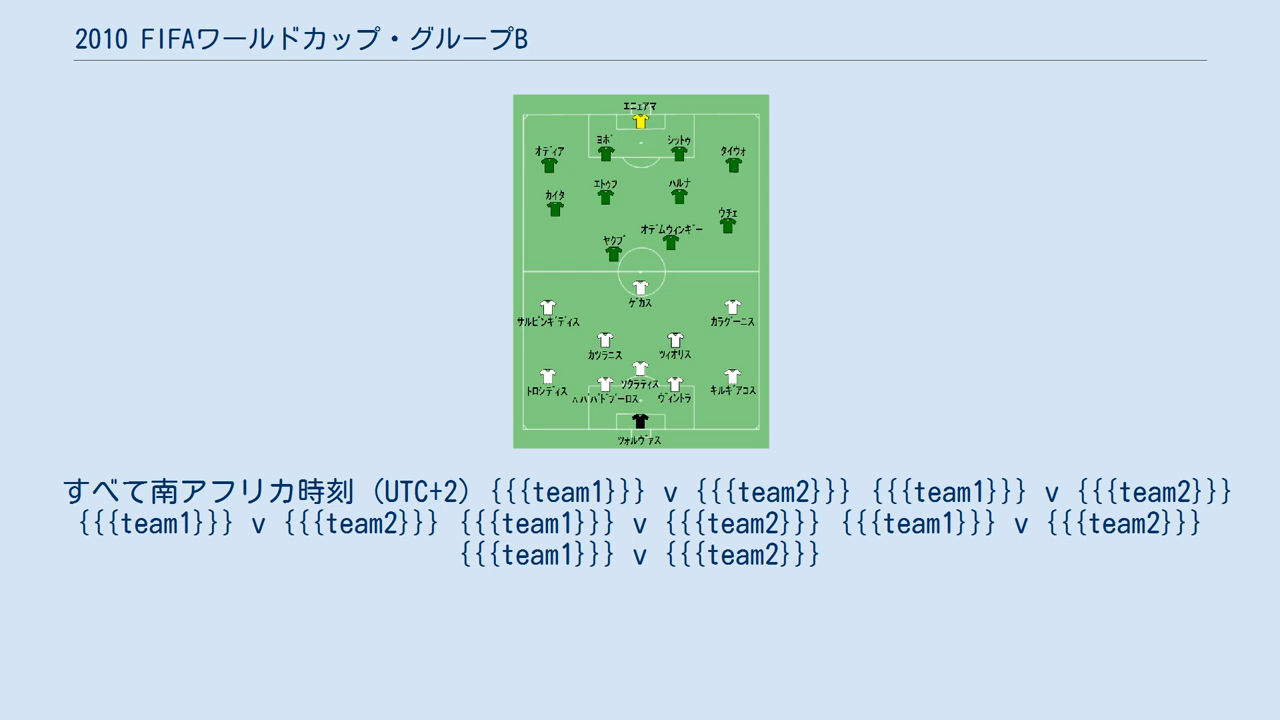 2010 FIFAワールドカップ・グループB
エニェアマ
ヨボ シットゥ
オディア タイウォ
エトゥフ ハルナ
カイタ
ウチェ
オデムウィンギー
ヤクブ
ゲカス
サルピンギディス カラグーニス
カツラニス ツィオリス
ソクラティス
トロシディス キルギアコス
A.パパドプーロス ヴィントラ
ツォルヴァス
すべて南アフリカ時刻（UTC+2）{{{team1}}} v {{{team2}}} {{{team1}}} v {{{team2}}}
{{{team1}}} v {{{team2}}} {{{team1}}} v {{{team2}}} {{{team1}}} v {{{team2}}}
{{{team1}}} v {{{team2}}}